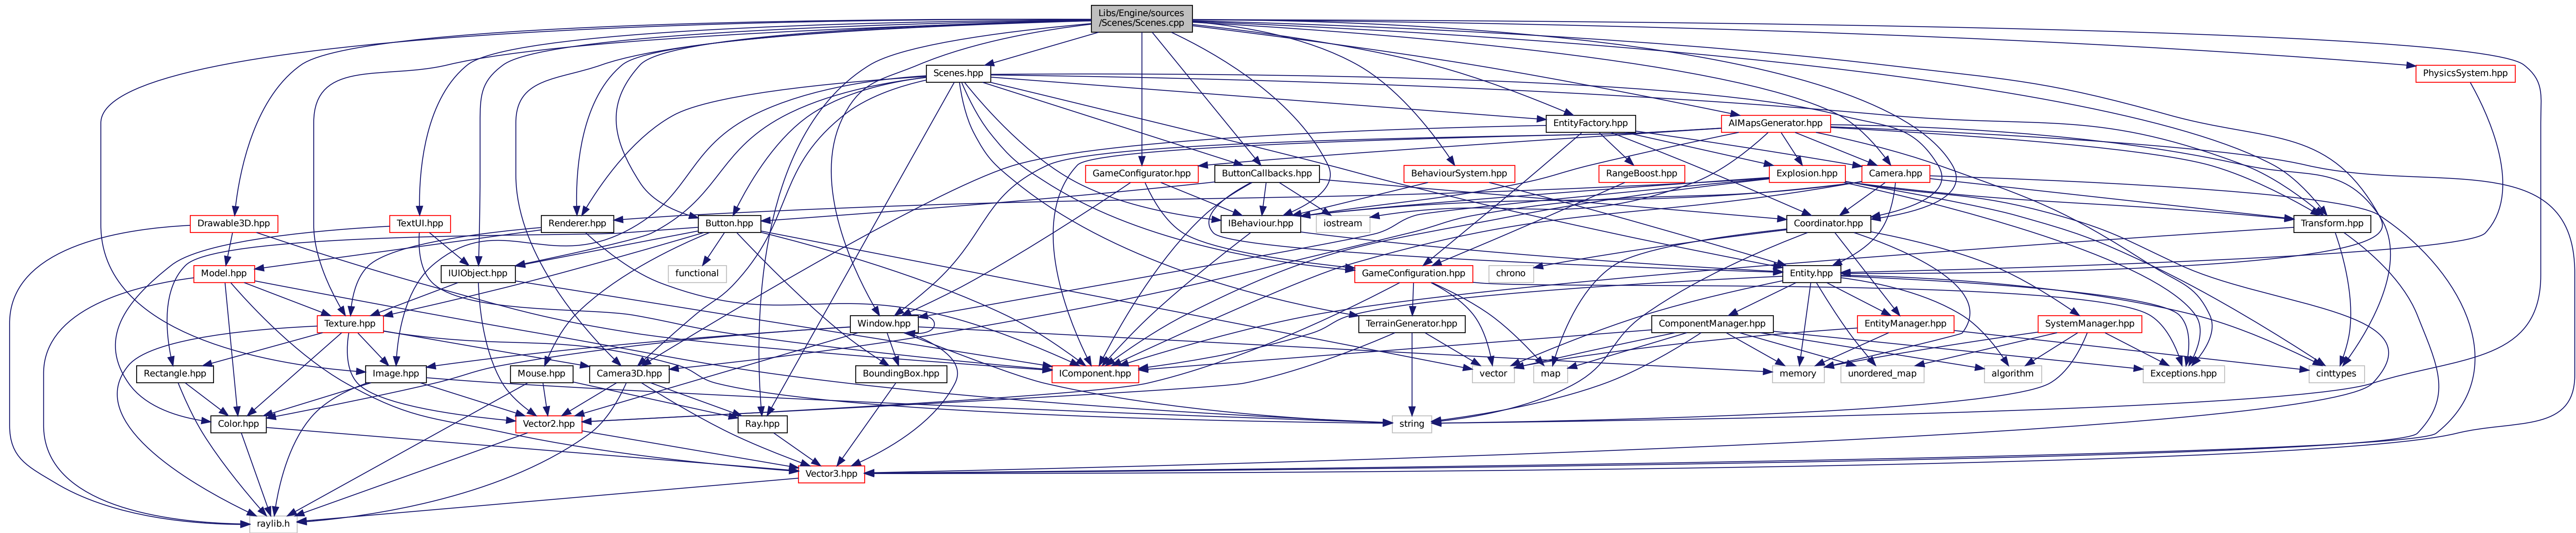 Libs/Engine/sources
/Scenes/Scenes.cpp
Scenes.hpp
PhysicsSystem.hpp
EntityFactory.hpp
AIMapsGenerator.hpp
GameConfigurator.hpp
ButtonCallbacks.hpp
BehaviourSystem.hpp
RangeBoost.hpp
Explosion.hpp
Camera.hpp
Drawable3D.hpp
TextUI.hpp
Renderer.hpp
Button.hpp
IBehaviour.hpp
iostream
Coordinator.hpp
Transform.hpp
Model.hpp
IUIObject.hpp
functional
GameConfiguration.hpp
chrono
Entity.hpp
Texture.hpp
Window.hpp
TerrainGenerator.hpp
ComponentManager.hpp
EntityManager.hpp
SystemManager.hpp
Rectangle.hpp
Image.hpp
Mouse.hpp
Camera3D.hpp
BoundingBox.hpp
IComponent.hpp
vector
map
memory
unordered_map
algorithm
Exceptions.hpp
cinttypes
Color.hpp
Vector2.hpp
Ray.hpp
string
Vector3.hpp
raylib.h